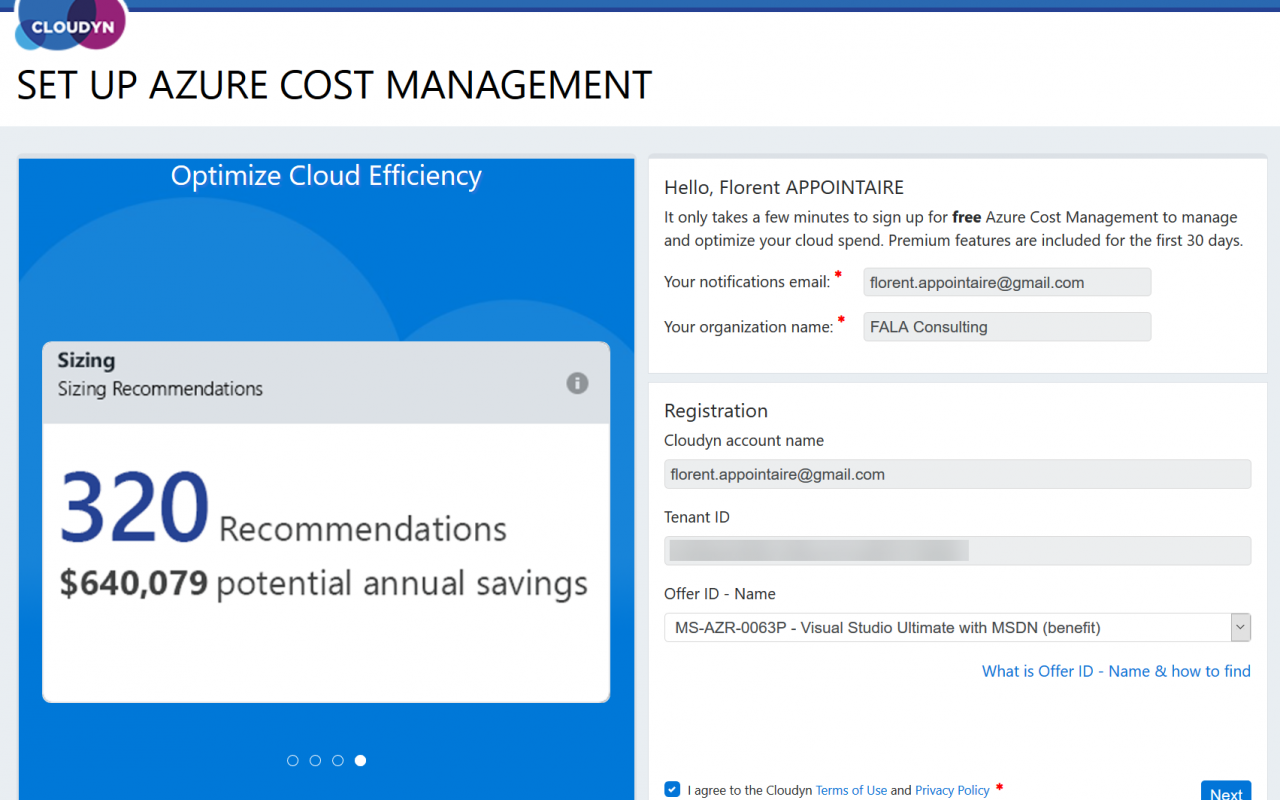 CLOUDYN
SET UP AZURE COST MANAGEMENT
Optimize Cloud Efficiency
Sizing
Sizing Recommendations
320 Recommendations
$640,079 potential annual savings
Hello, Florent APPOINTAIRE
It only takes a few minutes to sign up for free Azure Cost Management to manage
and optimize your cloud spend. Premium features are included for the first 30 days.
Your notifications email: * florent.appointaire@gmail.com
Your organization name: * FALA Consulting
Registration
Cloudyn account name
florent.appointaire@gmail.com
Tenant ID
Offer ID - Name
MS-AZR-0063P - Visual Studio Ultimate with MSDN (benefit)
What is Offer ID - Name & how to find
I agree to the Cloudyn Terms of Use and Privacy Policy *
Next